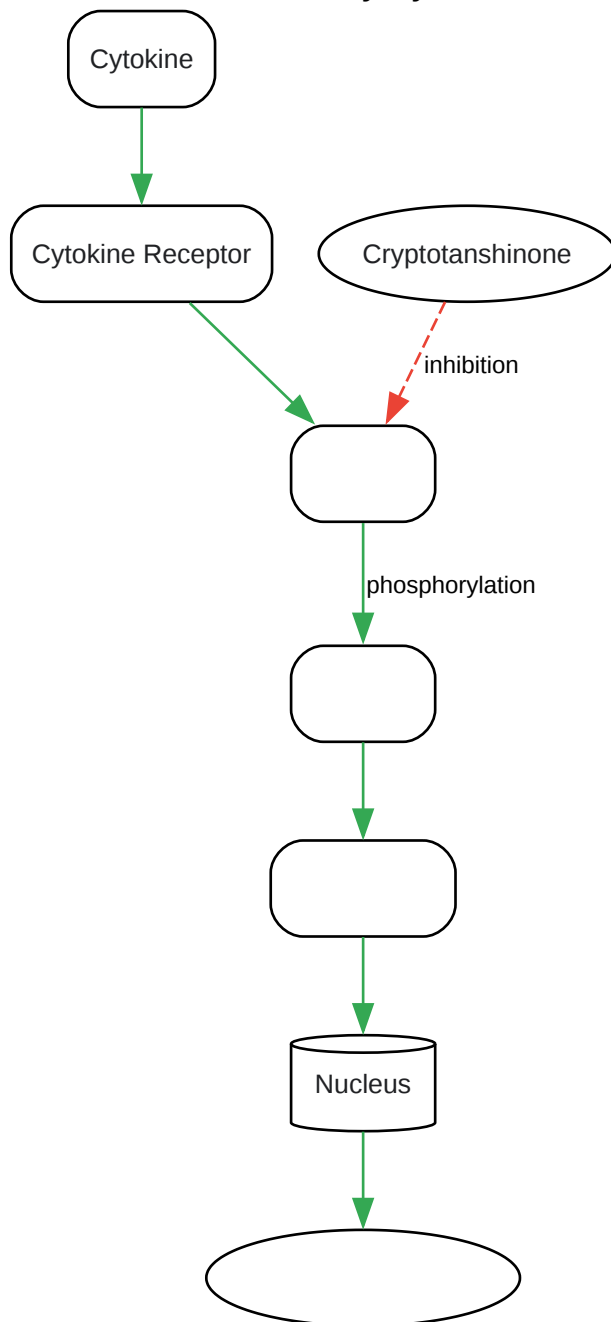 Cytokine
Cytokine Receptor
Cryptotanshinone
inhibition
phosphorylation
Nucleus